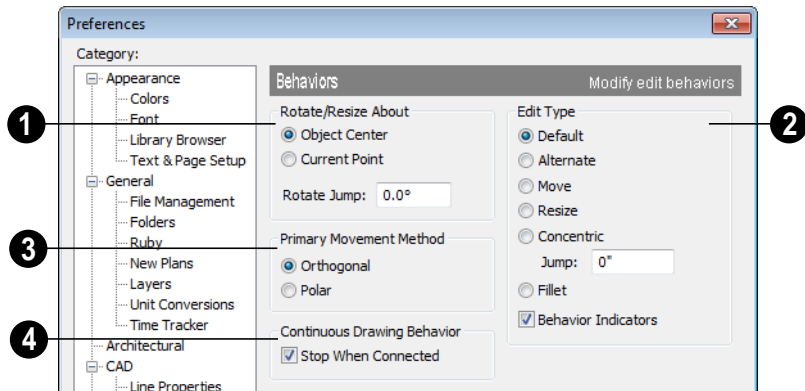 Preferences
Category:
Appearance
Colors
Font
Library Browser
Text & Page Setup
General
File Management
Folders
Ruby
New Plans
Layers
Unit Conversions
Time Tracker
Architectural
CAD
Line Properties
Behaviors
Modify edit behaviors
1
Rotate/Resize About
Object Center
Current Point
Rotate Jump: 0.0°
3
Primary Movement Method
Orthogonal
Polar
4
Continuous Drawing Behavior
Stop When Connected
2
Edit Type
Default
Alternate
Move
Resize
Concentric
Jump: 0"
Fillet
Behavior Indicators